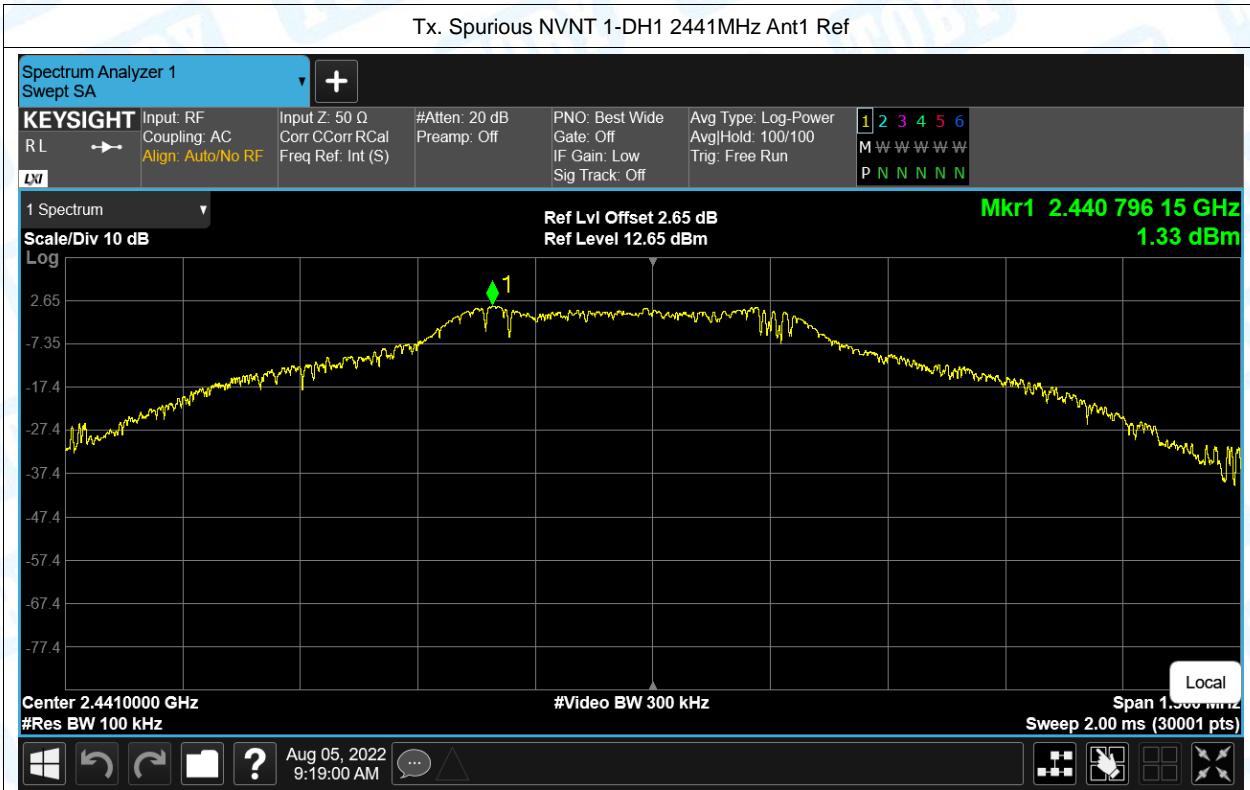 Tx. Spurious NVNT 1-DH1 2441MHz Ant1 Ref
Spectrum Analyzer 1
Swept SA
KEYSIGHT
R L
LXI
Input: RF
Coupling: AC
Align: Auto/No RF
Input Z: 50 Ω
Corr CCorr RCal
Freq Ref: Int (S)
#Atten: 20 dB
Preamp: Off
PNO: Best Wide
Gate: Off
IF Gain: Low
Sig Track: Off
Avg Type: Log-Power
Avg|Hold: 100/100
Trig: Free Run
1 2 3 4 5 6
M W W W W W
P N N N N N
1 Spectrum
Scale/Div 10 dB
Ref Lvl Offset 2.65 dB
Ref Level 12.65 dBm
Mkr1 2.440 796 15 GHz
1.33 dBm
Log
1
2.65
-7.35
-17.4
-27.4
-37.4
-47.4
-57.4
-67.4
-77.4
Local
Center 2.4410000 GHz
#Video BW 300 kHz
Span
#Res BW 100 kHz
Sweep 2.00 ms (30001 pts)
?
Aug 05, 2022
9:19:00 AM